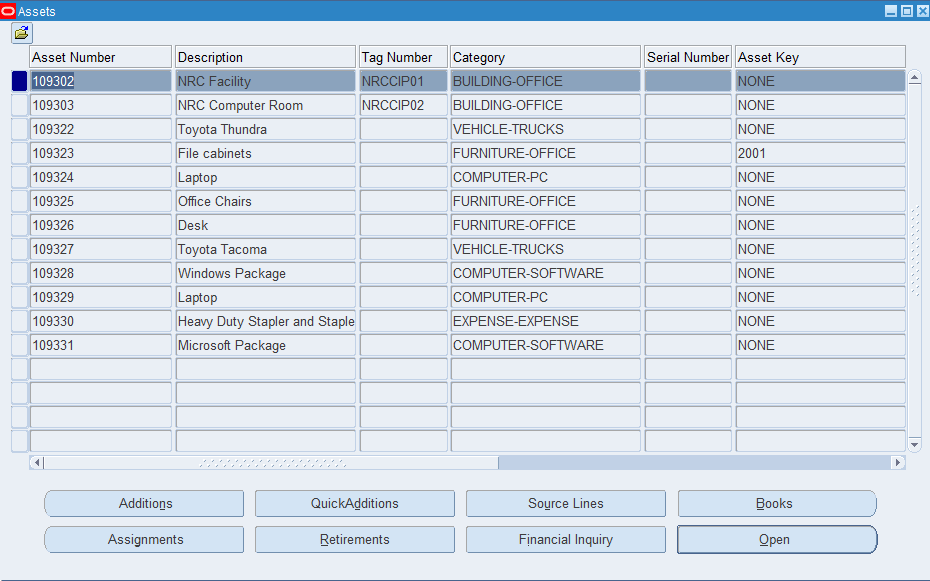 Assets
Asset Number Description Tag Number Category Serial Number Asset Key
109302 NRC Facility NRCCIP01 BUILDING-OFFICE NONE
109303 NRC Computer Room NRCCIP02 BUILDING-OFFICE NONE
109322 Toyota Thundra VEHICLE-TRUCKS NONE
109323 File cabinets FURNITURE-OFFICE 2001
109324 Laptop COMPUTER-PC NONE
109325 Office Chairs FURNITURE-OFFICE NONE
109326 Desk FURNITURE-OFFICE NONE
109327 Toyota Tacoma VEHICLE-TRUCKS NONE
109328 Windows Package COMPUTER-SOFTWARE NONE
109329 Laptop COMPUTER-PC NONE
109330 Heavy Duty Stapler and Staple EXPENSE-EXPENSE NONE
109331 Microsoft Package COMPUTER-SOFTWARE NONE
Additions QuickAdditions Source Lines Books
Assignments Retirements Financial Inquiry Open